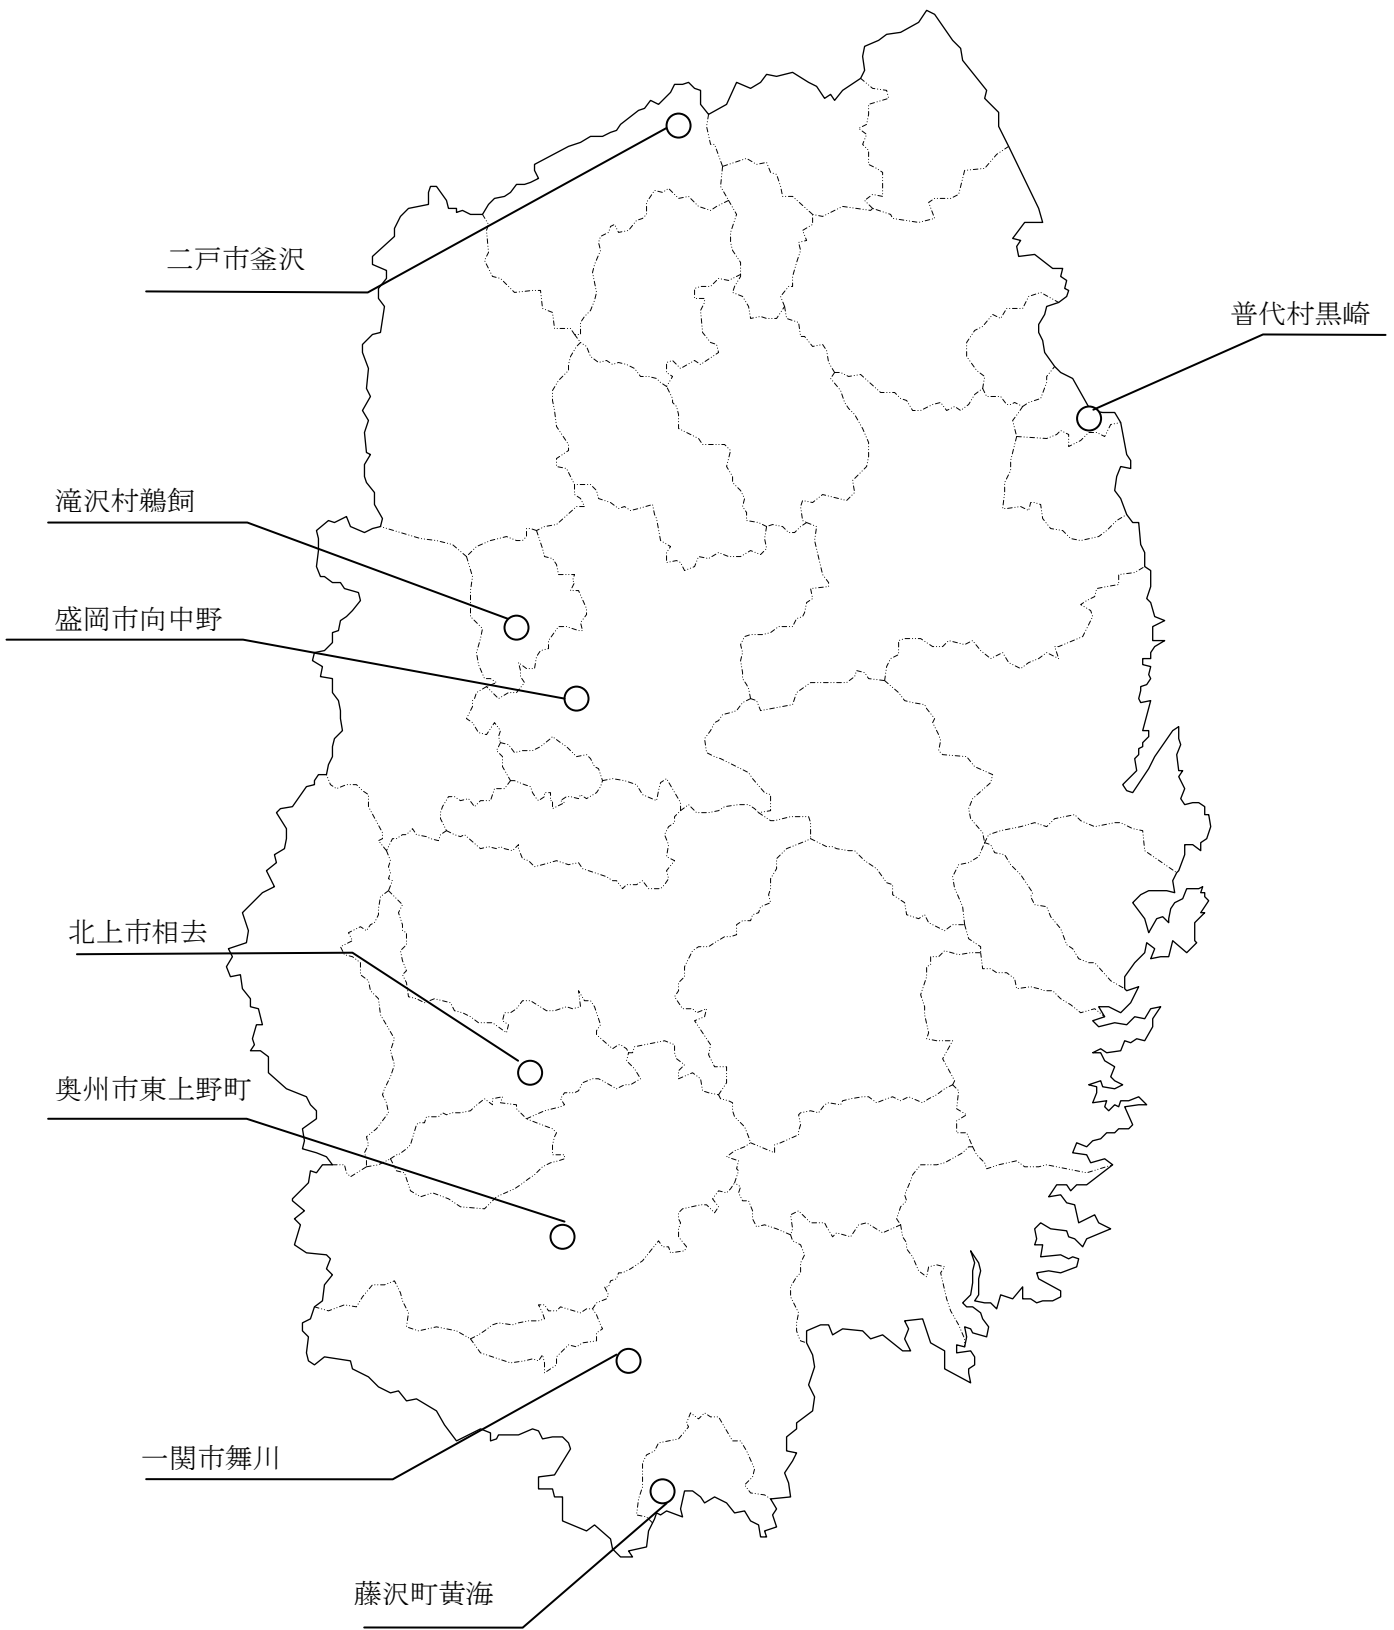 二戸市釜沢
普代村黒崎
滝沢村鵜飼
盛岡市向中野
北上市相去
奥州市東上野町
一関市舞川
藤沢町黄海